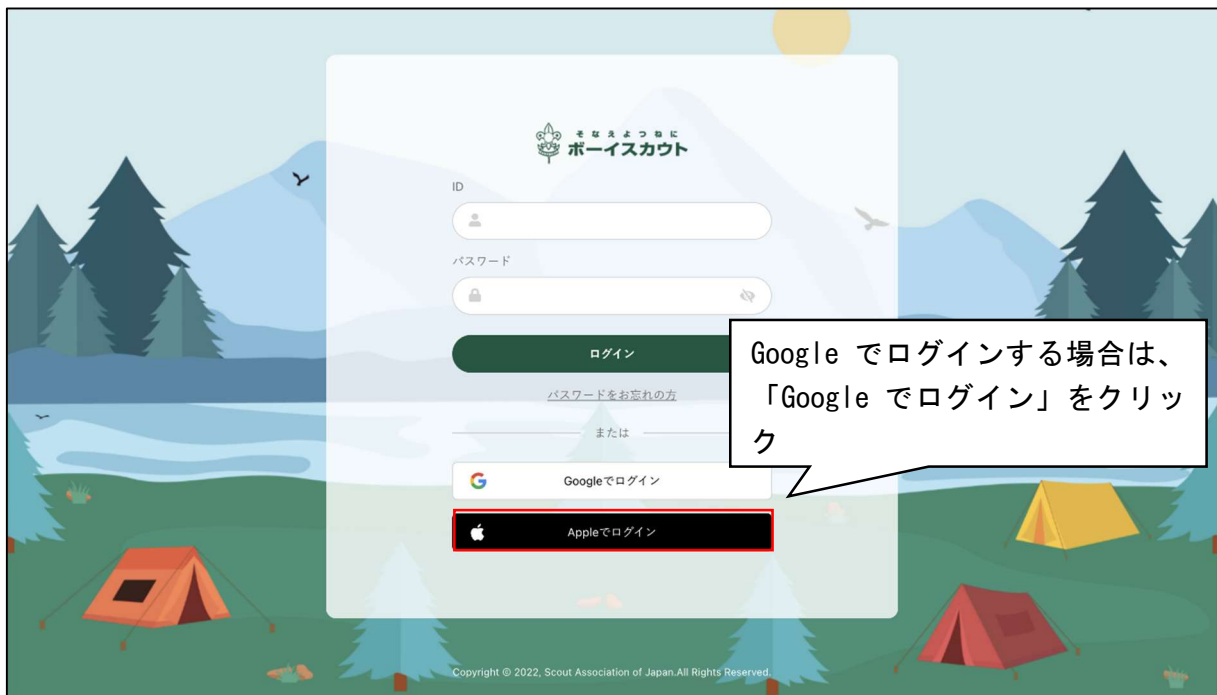 そなえよつねに
ボーイスカウト
ID
パスワード
ログイン
パスワードをお忘れの方
または
Googleでログイン
Appleでログイン
Google でログインする場合は、
「Google でログイン」をクリッ
ク
Copyright © 2022, Scout Association of Japan.All Rights Reserved.